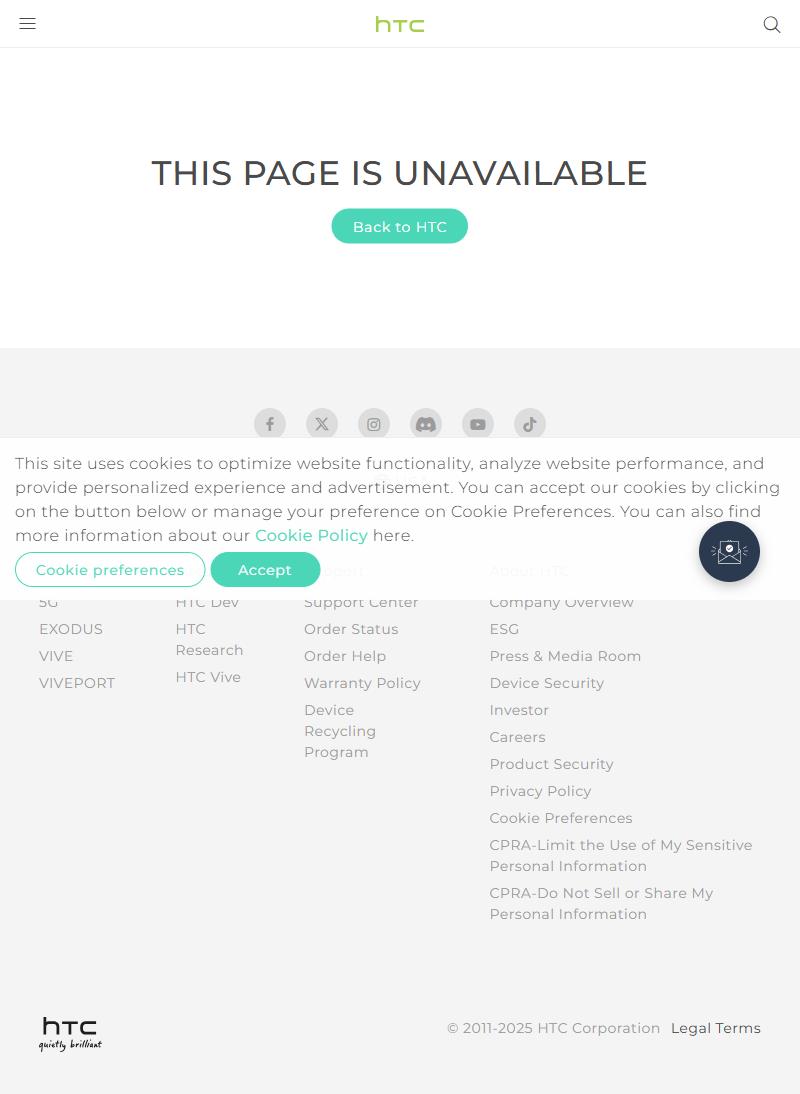 hTC
THIS PAGE IS UNAVAILABLE
Back to HTC
This site uses cookies to optimize website functionality, analyze website performance, and
provide personalized experience and advertisement. You can accept our cookies by clicking
on the button below or manage your preference on Cookie Preferences. You can also find
more information about our Cookie Policy here.
Cookie preferences
Accept
About HTC
5G
EXODUS
VIVE
VIVEPORT
HTC Dev
HTC
Research
HTC Vive
Support Center
Order Status
Order Help
Warranty Policy
Device
Recycling
Program
Company Overview
ESG
Press & Media Room
Device Security
Investor
Careers
Product Security
Privacy Policy
Cookie Preferences
CPRA-Limit the Use of My Sensitive
Personal Information
CPRA-Do Not Sell or Share My
Personal Information
hTC
quietly brilliant
© 2011-2025 HTC Corporation Legal Terms